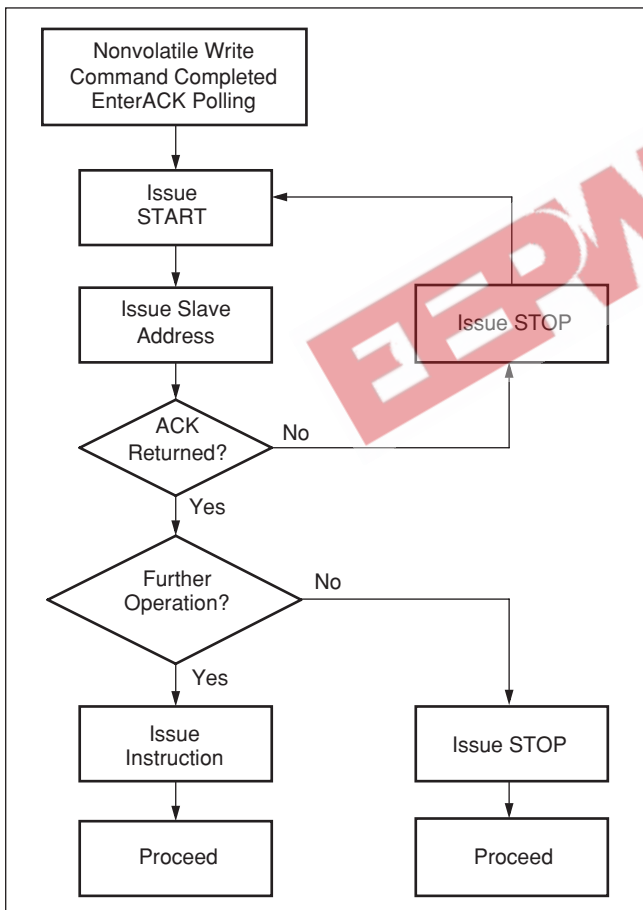 Nonvolatile Write
Command Completed
EnterACK Polling
Issue
START
Issue Slave
Address
Issue STOP
ACK
Returned?
No
Yes
Further
Operation?
No
Yes
Issue
Instruction
Issue STOP
Proceed
Proceed
EEPW